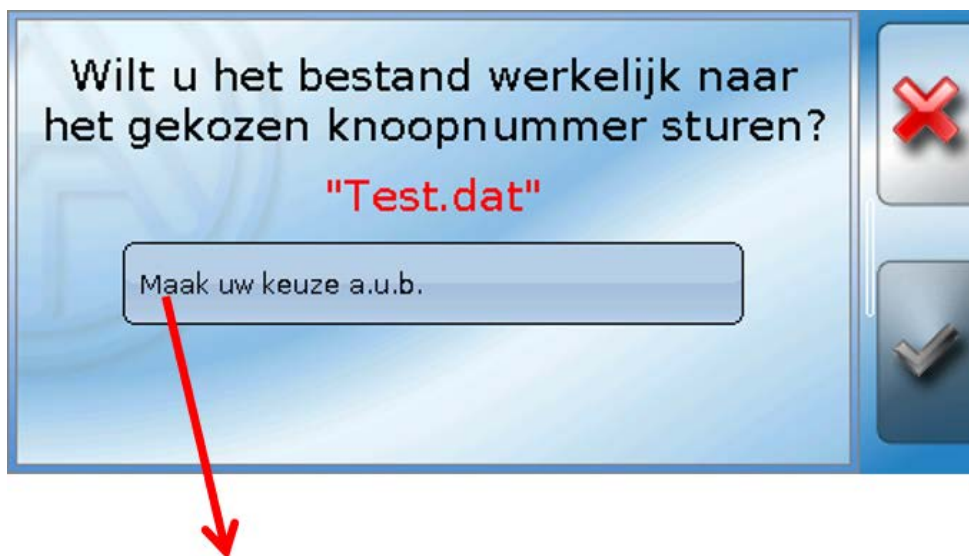 Wilt u het bestand werkelijk naar
het gekozen knoopnummer sturen?
"Test.dat"
Maak uw keuze a.u.b.